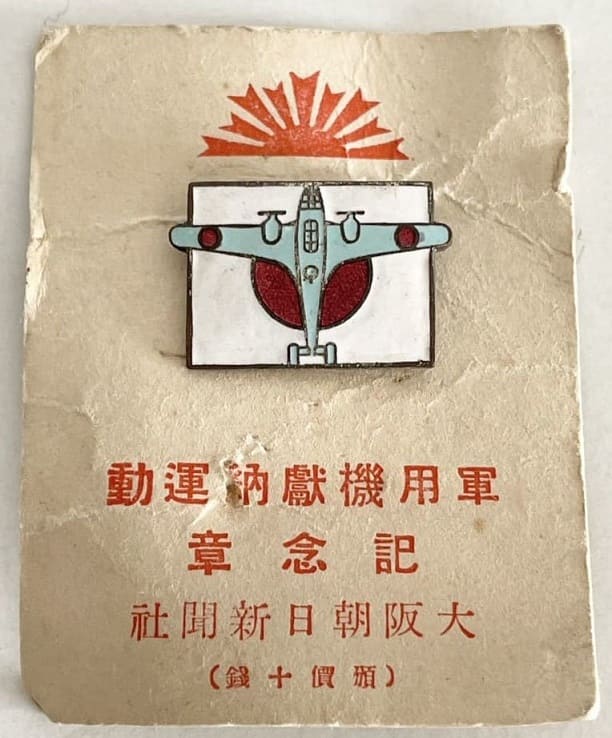 軍用機獻納運動
記念章
大阪朝日新聞社
（頒價十錢）